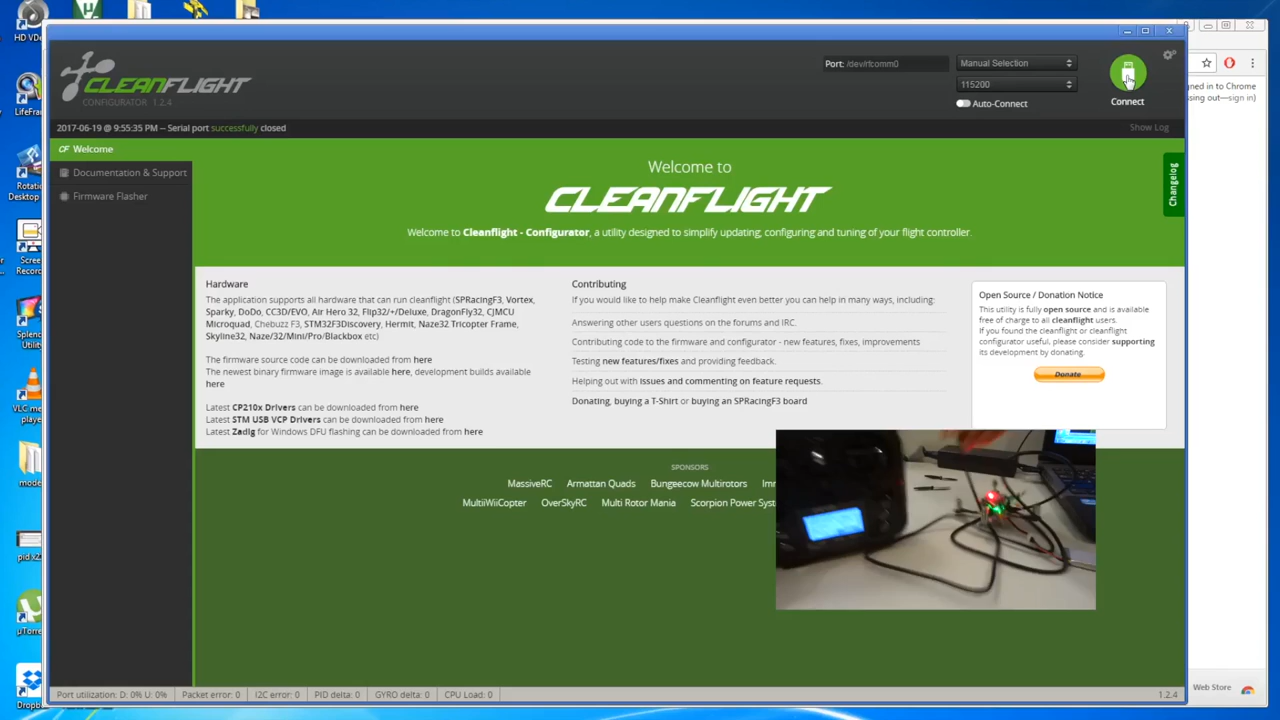 HD VDe
LifeFram
Rotati
Desktop
Scree
Record
Splend
Utility
VLC me
playe
mode
pid v2.
µTorre
Dropbo
CLEANFLIGHT
CONFIGURATOR 1.2.4
Port: /dev/rfcomm0
Manual Selection
115200
Auto-Connect
Connect
gned in to Chrome
ssing out—sign in)
2017-06-19 @ 9:55:35 PM -- Serial port successfully closed
Show Log
Welcome
Documentation & Support
Firmware Flasher
Changelog
Welcome to
CLEANFLIGHT
Welcome to Cleanflight - Configurator, a utility designed to simplify updating, configuring and tuning of your flight controller.
Hardware
The application supports all hardware that can run cleanflight (SPRacingF3, Vortex,
Sparky, DoDo, CC3D/EVO, Air Hero 32, Flip32/+/Deluxe, DragonFly32, CJMCU
Microquad, Chebuzz F3, STM32F3Discovery, Hermit, Naze32 Tricopter Frame,
Skyline32, Naze/32/Mini/Pro/Blackbox etc)
The firmware source code can be downloaded from here
The newest binary firmware image is available here, development builds available
here
Latest CP210x Drivers can be downloaded from here
Latest STM USB VCP Drivers can be downloaded from here
Latest Zadig for Windows DFU flashing can be downloaded from here
Contributing
If you would like to help make Cleanflight even better you can help in many ways, including:
Answering other users questions on the forums and IRC.
Contributing code to the firmware and configurator - new features, fixes, improvements
Testing new features/fixes and providing feedback.
Helping out with issues and commenting on feature requests.
Donating, buying a T-Shirt or buying an SPRacingF3 board
Open Source / Donation Notice
This utility is fully open source and is available
free of charge to all cleanflight users.
If you found the cleanflight or cleanflight
configurator useful, please consider supporting
its development by donating.
Donate
SPONSORS
MassiveRC Armattan Quads Bungeecow Multirotors Imr
MultiWiiCopter OverSkyRC Multi Rotor Mania Scorpion Power Syst
Port utilization: D: 0% U: 0% Packet error: 0 I2C error: 0 PID delta: 0 GYRO delta: 0 CPU Load: 0
1.2.4
Web Store